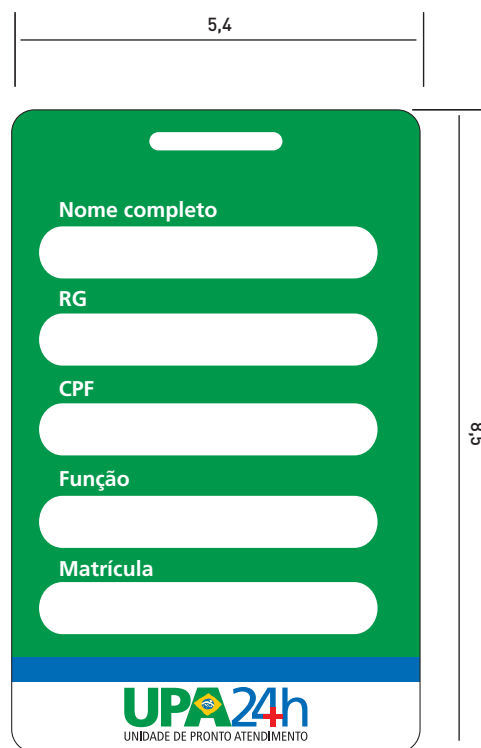 5,4
Nome completo
RG
CPF
8,5
Função
Matrícula
UPA24h
UNIDADE DE PRONTO ATENDIMENTO